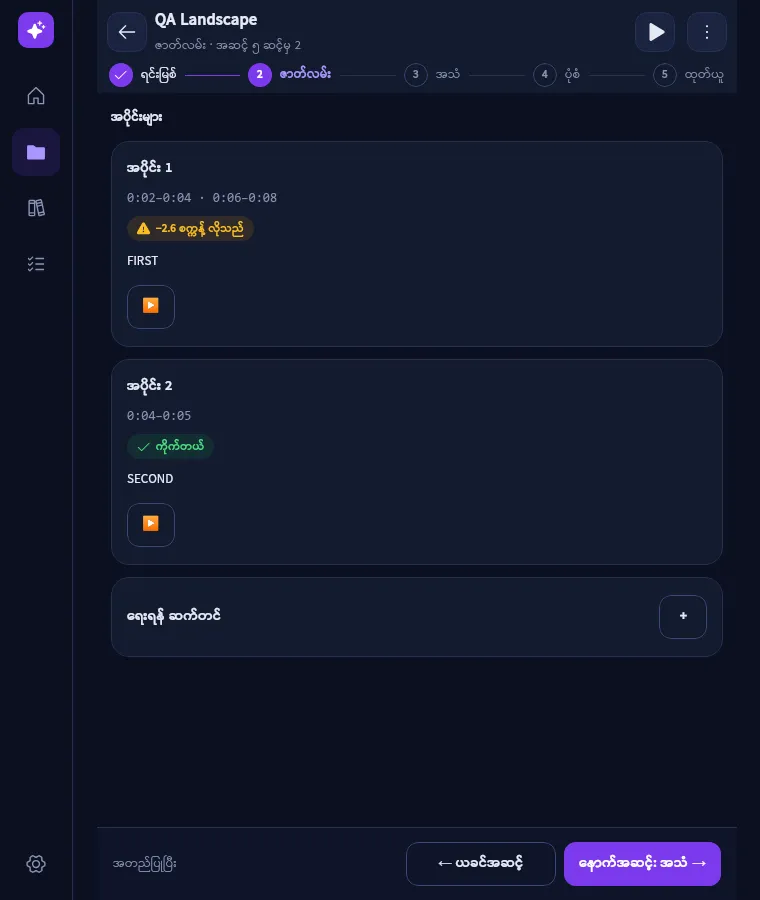 QA Landscape
ဇာတ်လမ်း · အဆင့် ၅ ဆင့်မှ 2
ရင်းမြစ်
2 ဇာတ်လမ်း
3 အသံ
4 ပုံစံ
5 ထုတ်ယူ
အပိုင်းများ
အပိုင်း 1
0:02–0:04 · 0:06–0:08
−2.6 စက္ကန့် လိုသည်
FIRST
အပိုင်း 2
0:04–0:05
ကိုက်တယ်
SECOND
ရေးရန် ဆက်တင်
+
အတည်ပြုပြီး
← ယခင်အဆင့်
နောက်အဆင့်: အသံ →